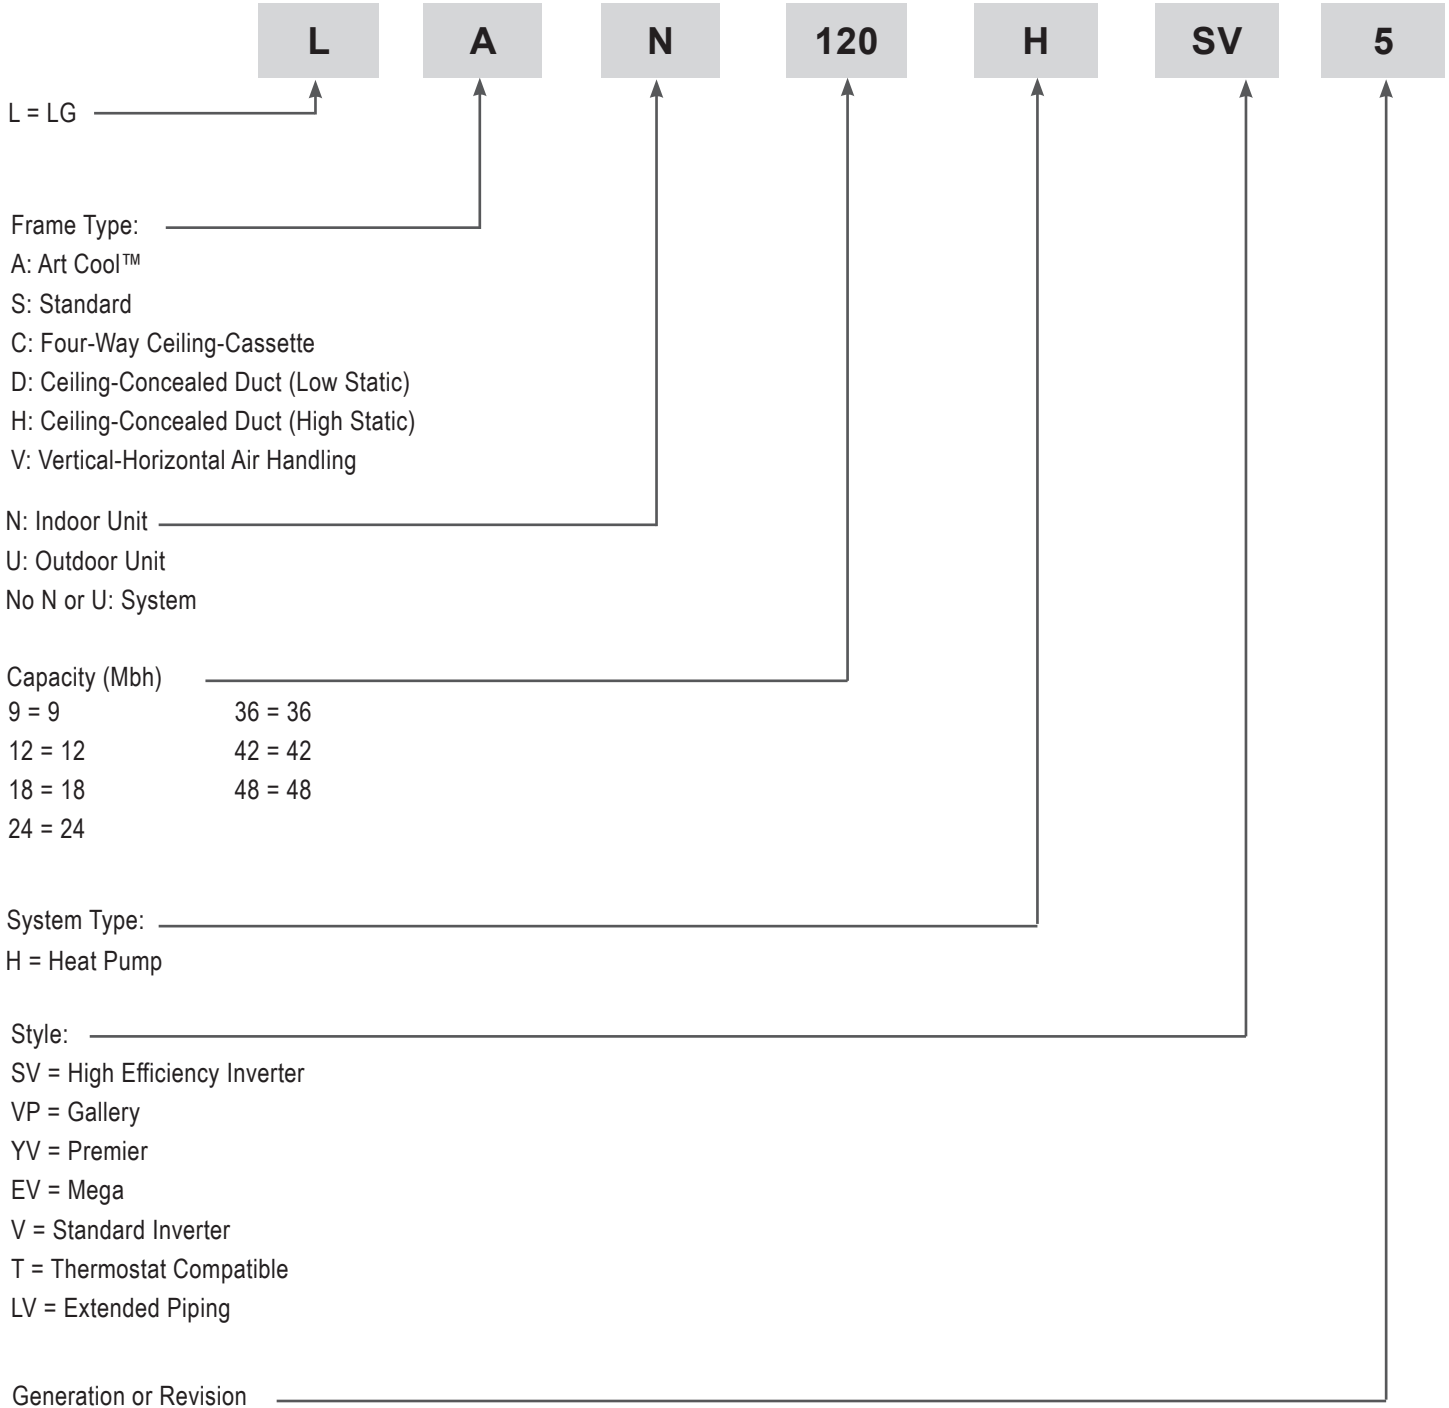 L A N 120 H SV 5
L = LG
Frame Type:
A: Art Cool™
S: Standard
C: Four-Way Ceiling-Cassette
D: Ceiling-Concealed Duct (Low Static)
H: Ceiling-Concealed Duct (High Static)
V: Vertical-Horizontal Air Handling
N: Indoor Unit
U: Outdoor Unit
No N or U: System
Capacity (Mbh)
9 = 9 36 = 36
12 = 12 42 = 42
18 = 18 48 = 48
24 = 24
System Type:
H = Heat Pump
Style:
SV = High Efficiency Inverter
VP = Gallery
YV = Premier
EV = Mega
V = Standard Inverter
T = Thermostat Compatible
LV = Extended Piping
Generation or Revision